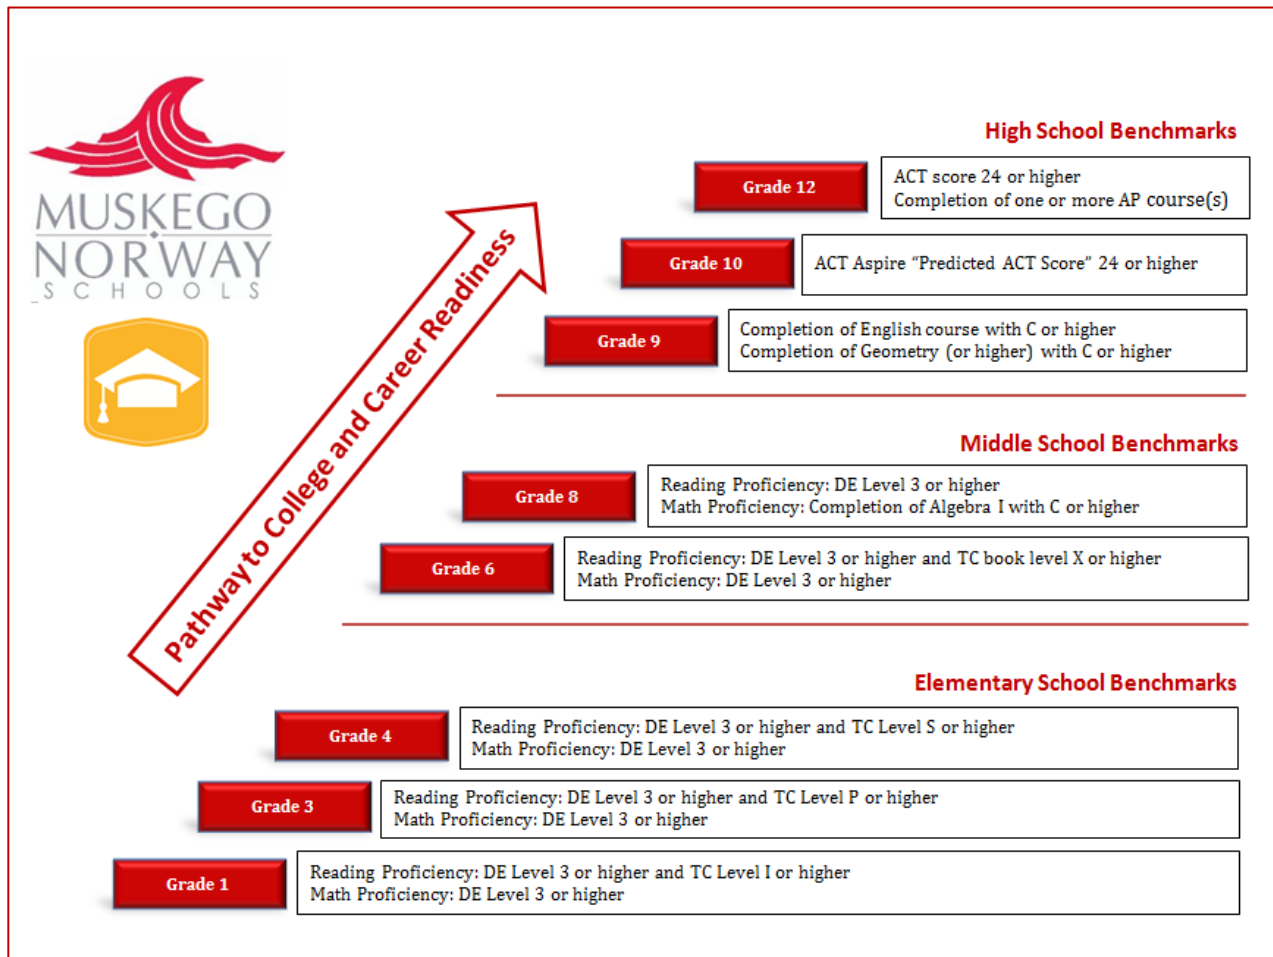 MUSKEGO
NORWAY
SCHOOLS
Pathway to College and Career Readiness
High School Benchmarks
Grade 12
ACT score 24 or higher
Completion of one or more AP course(s)
Grade 10
ACT Aspire “Predicted ACT Score” 24 or higher
Grade 9
Completion of English course with C or higher
Completion of Geometry (or higher) with C or higher
Middle School Benchmarks
Grade 8
Reading Proficiency: DE Level 3 or higher
Math Proficiency: Completion of Algebra I with C or higher
Grade 6
Reading Proficiency: DE Level 3 or higher and TC book level X or higher
Math Proficiency: DE Level 3 or higher
Elementary School Benchmarks
Grade 4
Reading Proficiency: DE Level 3 or higher and TC Level S or higher
Math Proficiency: DE Level 3 or higher
Grade 3
Reading Proficiency: DE Level 3 or higher and TC Level P or higher
Math Proficiency: DE Level 3 or higher
Grade 1
Reading Proficiency: DE Level 3 or higher and TC Level I or higher
Math Proficiency: DE Level 3 or higher